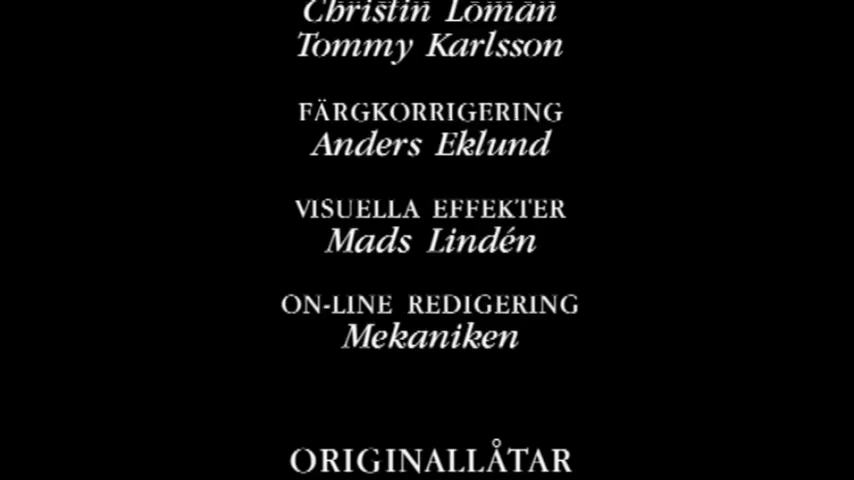 Christin Loman
Tommy Karlsson
FÄRGKORRIGERING
Anders Eklund
VISUELLA EFFEKTER
Mads Lindén
ON-LINE REDIGERING
Mekaniken
ORIGINALLÅTAR